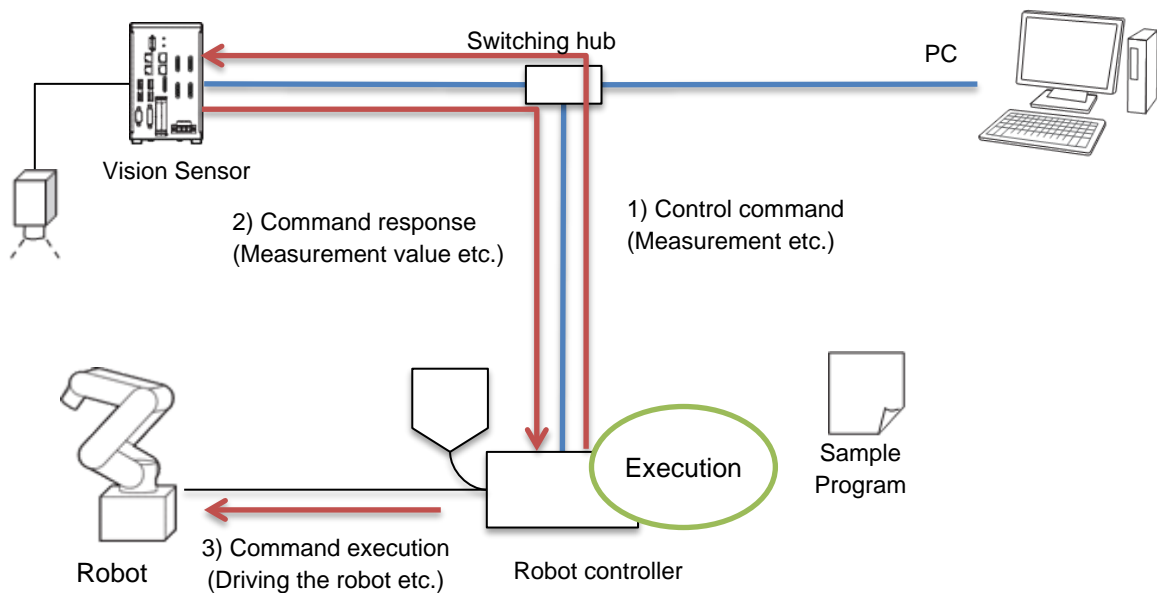 Switching hub
PC
Vision Sensor
2) Command response
(Measurement value etc.)
1) Control command
(Measurement etc.)
Execution
Sample
Program
3) Command execution
(Driving the robot etc.)
Robot
Robot controller